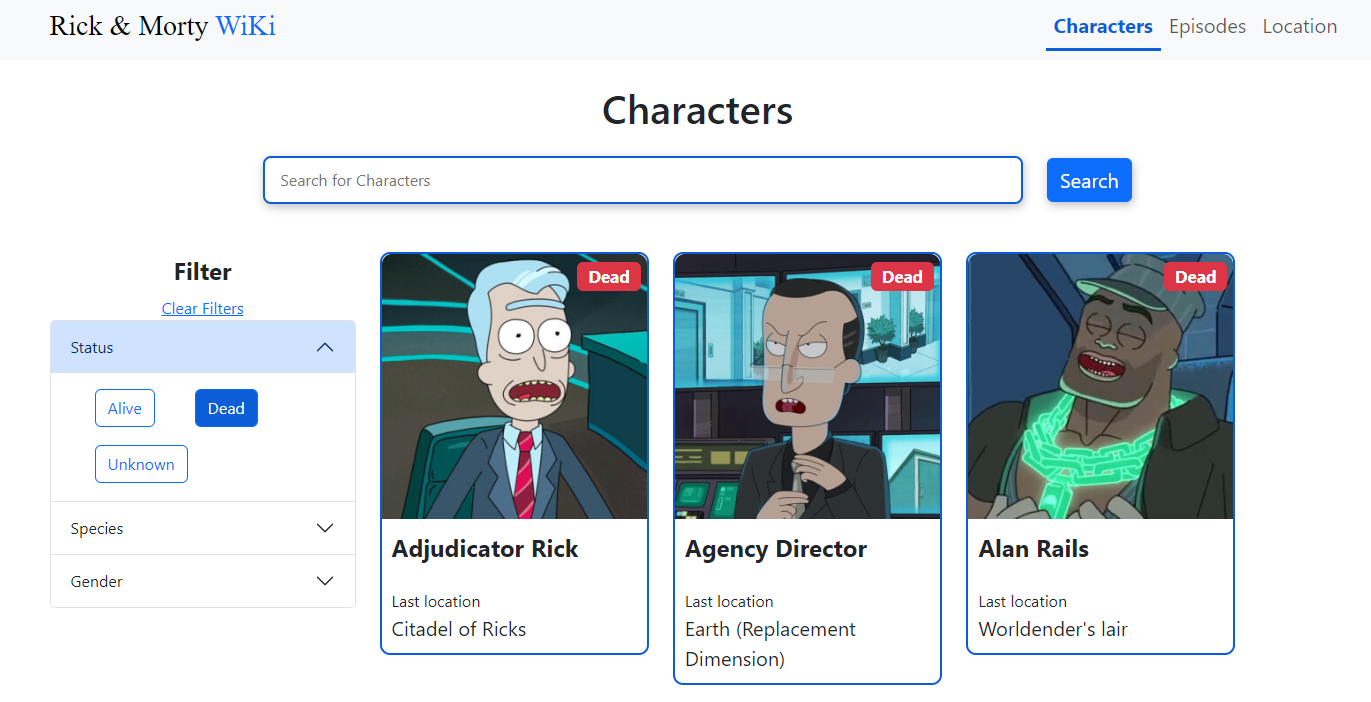 Rick & Morty WiKi
Characters Episodes Location
Characters
Search for Characters
Search
Filter
Clear Filters
Status
Alive
Dead
Unknown
Species
Gender
Dead
Adjudicator Rick
Last location
Citadel of Ricks
Dead
Agency Director
Last location
Earth (Replacement
Dimension)
Dead
Alan Rails
Last location
Worldender's lair